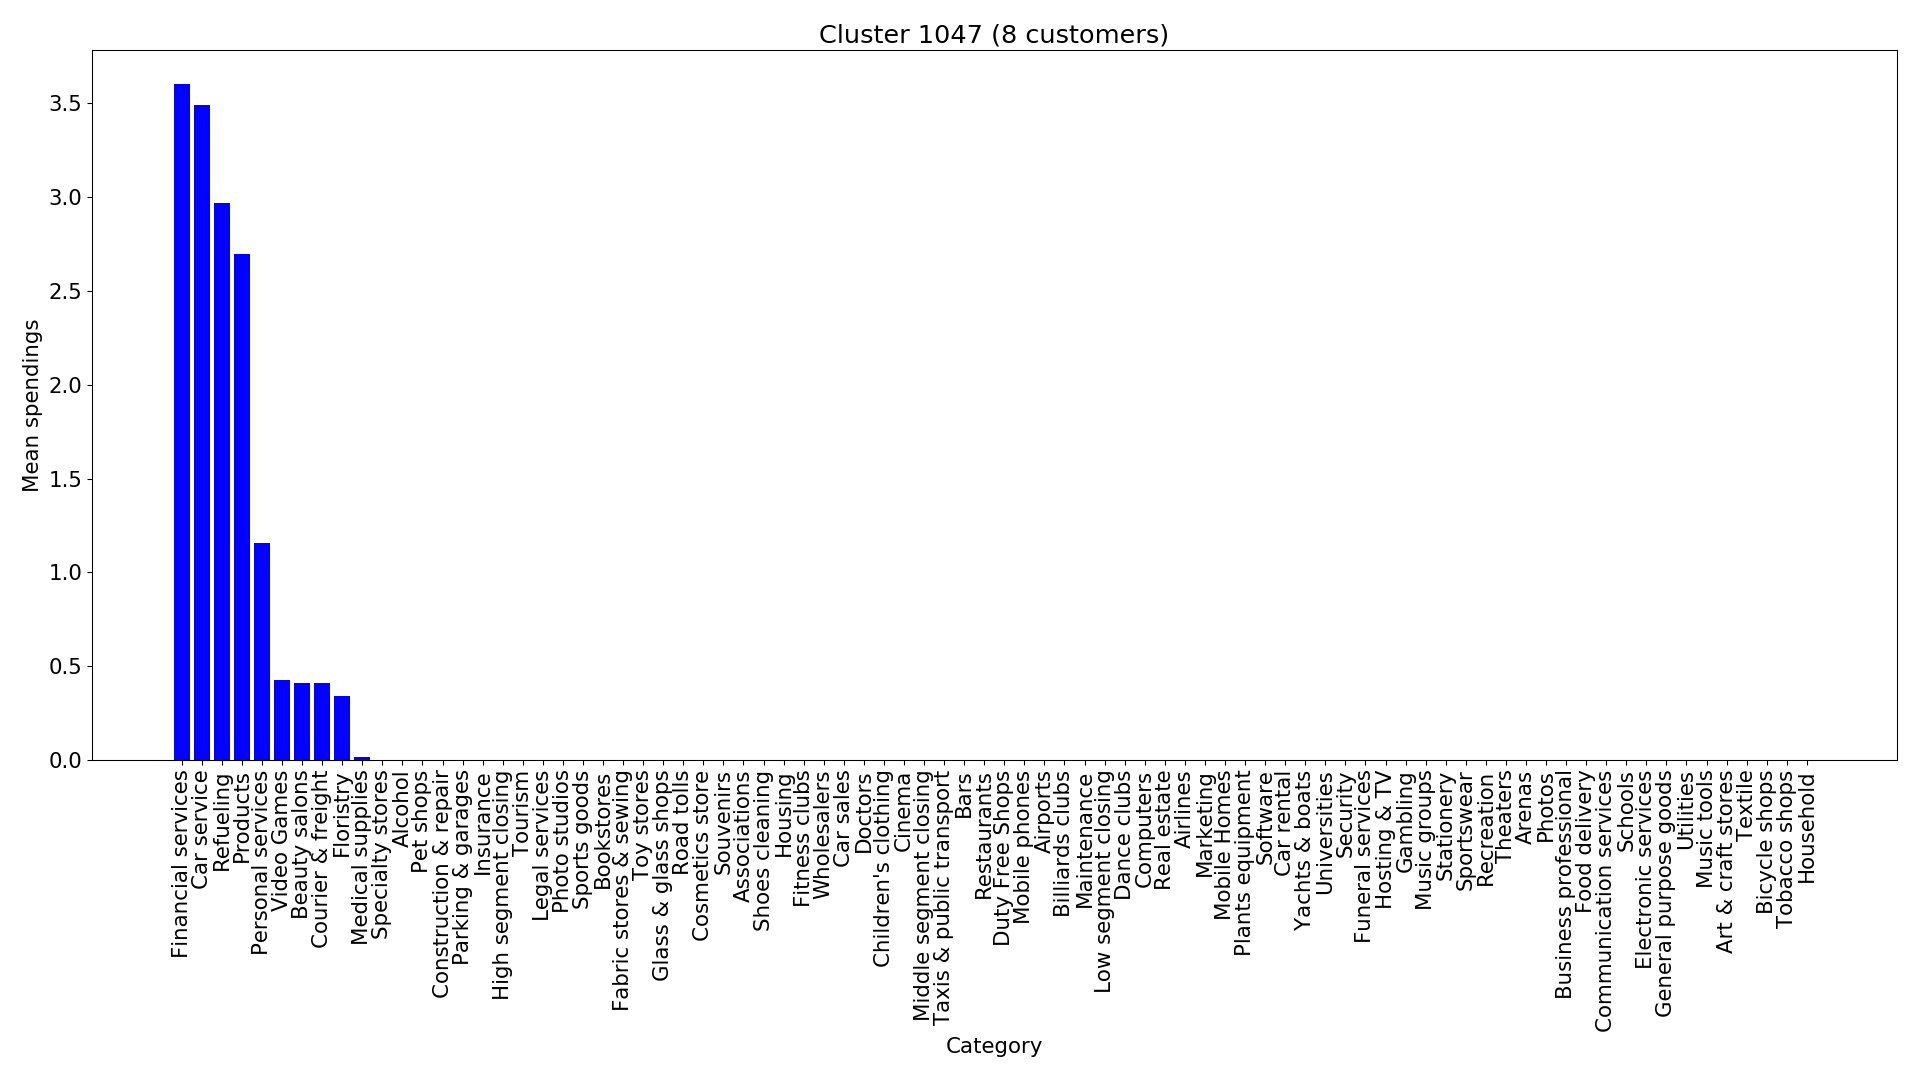 Cluster 1047 (8 customers)
Mean spendings
3.5
3.0
2.5
2.0
1.5
1.0
0.5
0.0
Financial services
Car service
Refueling
Products
Personal services
Video Games
Beauty salons
Courier & freight
Floristry
Medical supplies
Specialty stores
Alcohol
Pet shops
Construction & repair
Parking & garages
Insurance
High segment closing
Tourism
Legal services
Photo studios
Sports goods
Bookstores
Fabric stores & sewing
Toy stores
Glass & glass shops
Road tolls
Cosmetics store
Souvenirs
Associations
Shoes cleaning
Housing
Fitness clubs
Wholesalers
Car sales
Doctors
Children's clothing
Cinema
Middle segment closing
Taxis & public transport
Bars
Restaurants
Duty Free Shops
Mobile phones
Airports
Billiards clubs
Maintenance
Low segment closing
Dance clubs
Computers
Real estate
Airlines
Marketing
Mobile Homes
Plants equipment
Software
Car rental
Yachts & boats
Universities
Security
Funeral services
Hosting & TV
Gambling
Music groups
Stationery
Sportswear
Recreation
Theaters
Arenas
Photos
Business professional
Food delivery
Communication services
Schools
Electronic services
General purpose goods
Utilities
Music tools
Art & craft stores
Textile
Bicycle shops
Tobacco shops
Household
Category